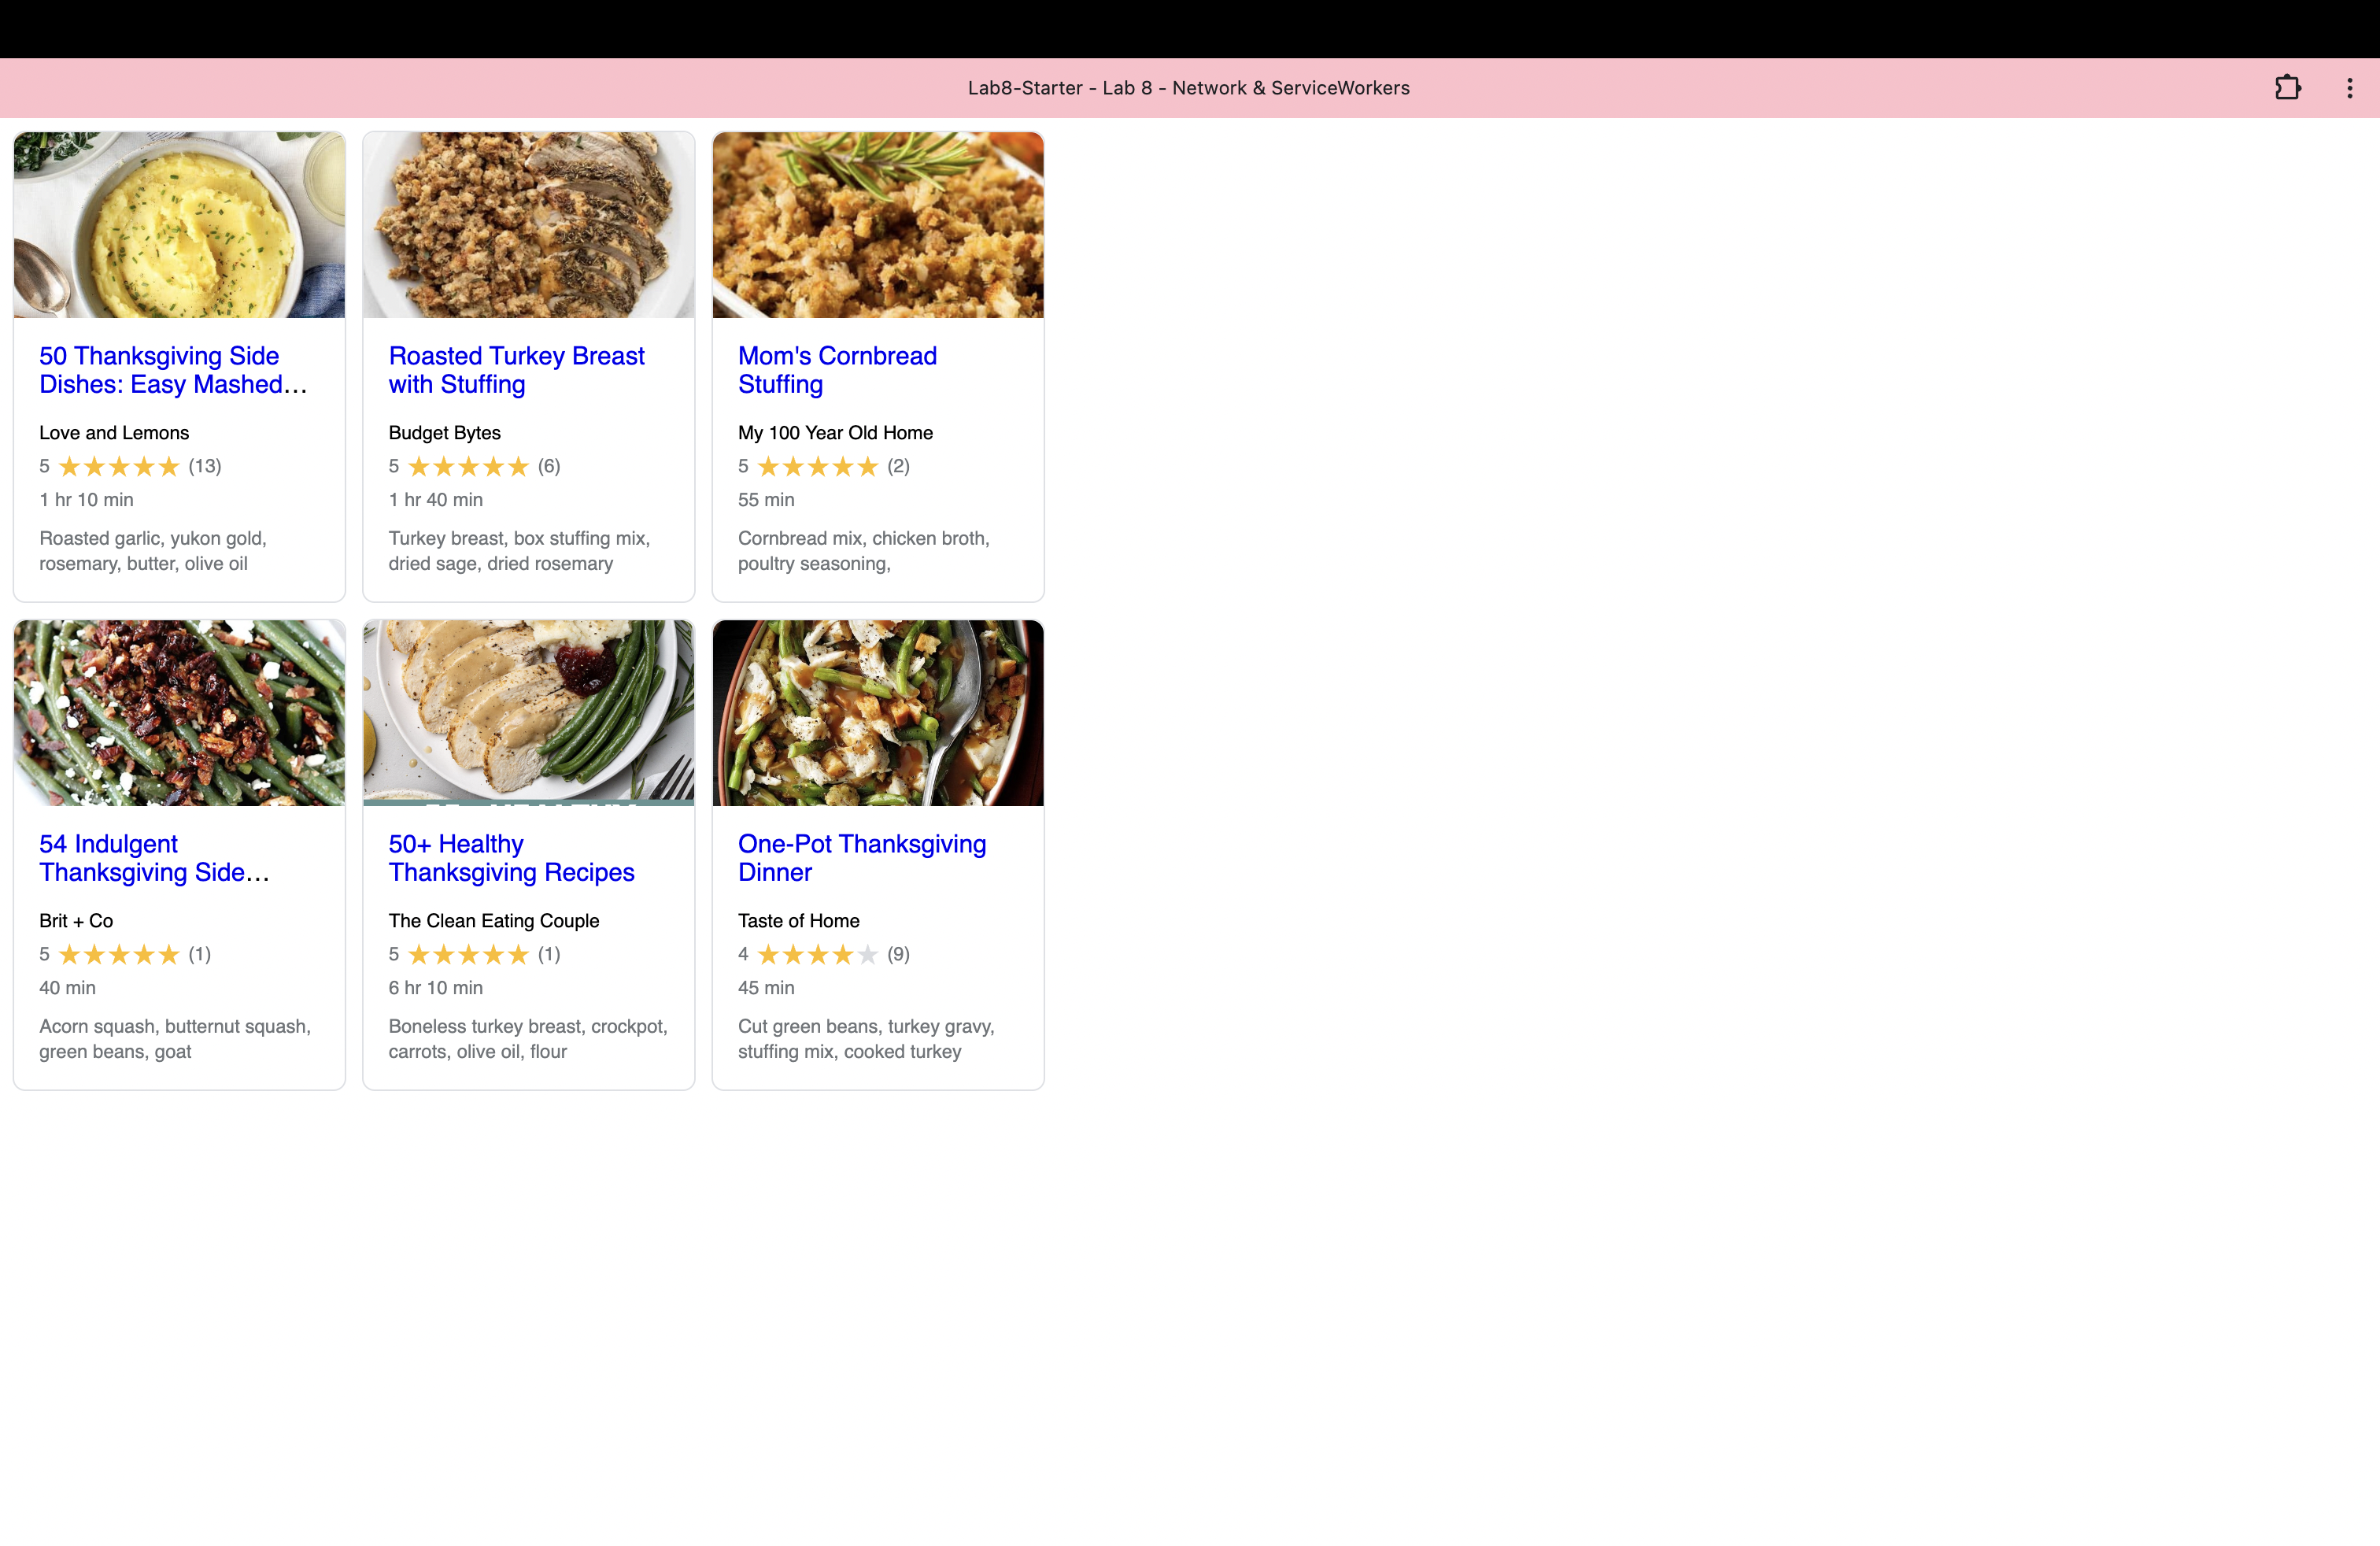 Lab8-Starter - Lab 8 - Network & ServiceWorkers
50 Thanksgiving Side
Dishes: Easy Mashed…
Love and Lemons
5 ★★★★★ (13)
1 hr 10 min
Roasted garlic, yukon gold,
rosemary, butter, olive oil
Roasted Turkey Breast
with Stuffing
Budget Bytes
5 ★★★★★ (6)
1 hr 40 min
Turkey breast, box stuffing mix,
dried sage, dried rosemary
Mom's Cornbread
Stuffing
My 100 Year Old Home
5 ★★★★★ (2)
55 min
Cornbread mix, chicken broth,
poultry seasoning,
54 Indulgent
Thanksgiving Side…
Brit + Co
5 ★★★★★ (1)
40 min
Acorn squash, butternut squash,
green beans, goat
50+ Healthy
Thanksgiving Recipes
The Clean Eating Couple
5 ★★★★★ (1)
6 hr 10 min
Boneless turkey breast, crockpot,
carrots, olive oil, flour
One-Pot Thanksgiving
Dinner
Taste of Home
4 ★★★★★ (9)
45 min
Cut green beans, turkey gravy,
stuffing mix, cooked turkey